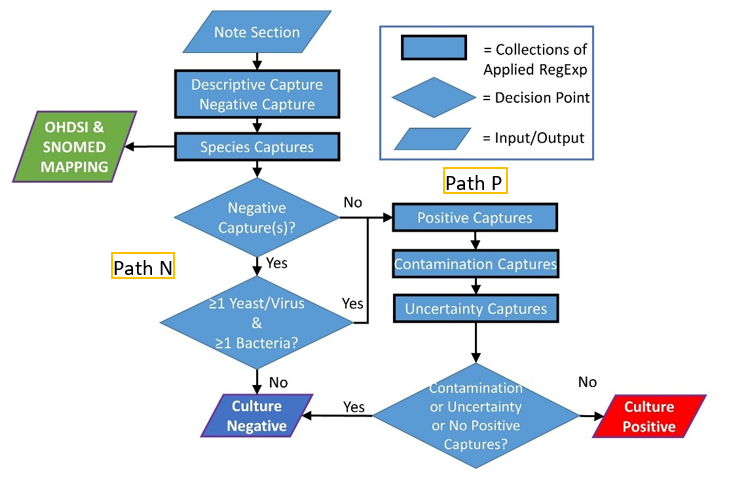 Note Section
= Collections of
Applied RegExp
Descriptive Capture
Negative Capture
= Decision Point
OHDSI &
SNOMED
MAPPING
Species Captures
= Input/Output
Path P
Negative
Capture(s)?
No
Positive Captures
Path N
Yes
Contamination Captures
≥1 Yeast/Virus
&
≥1 Bacteria?
Yes
Uncertainty Captures
No
Contamination
or Uncertainty
or No Positive
Captures?
No
Culture
Negative
Yes
Culture
Positive